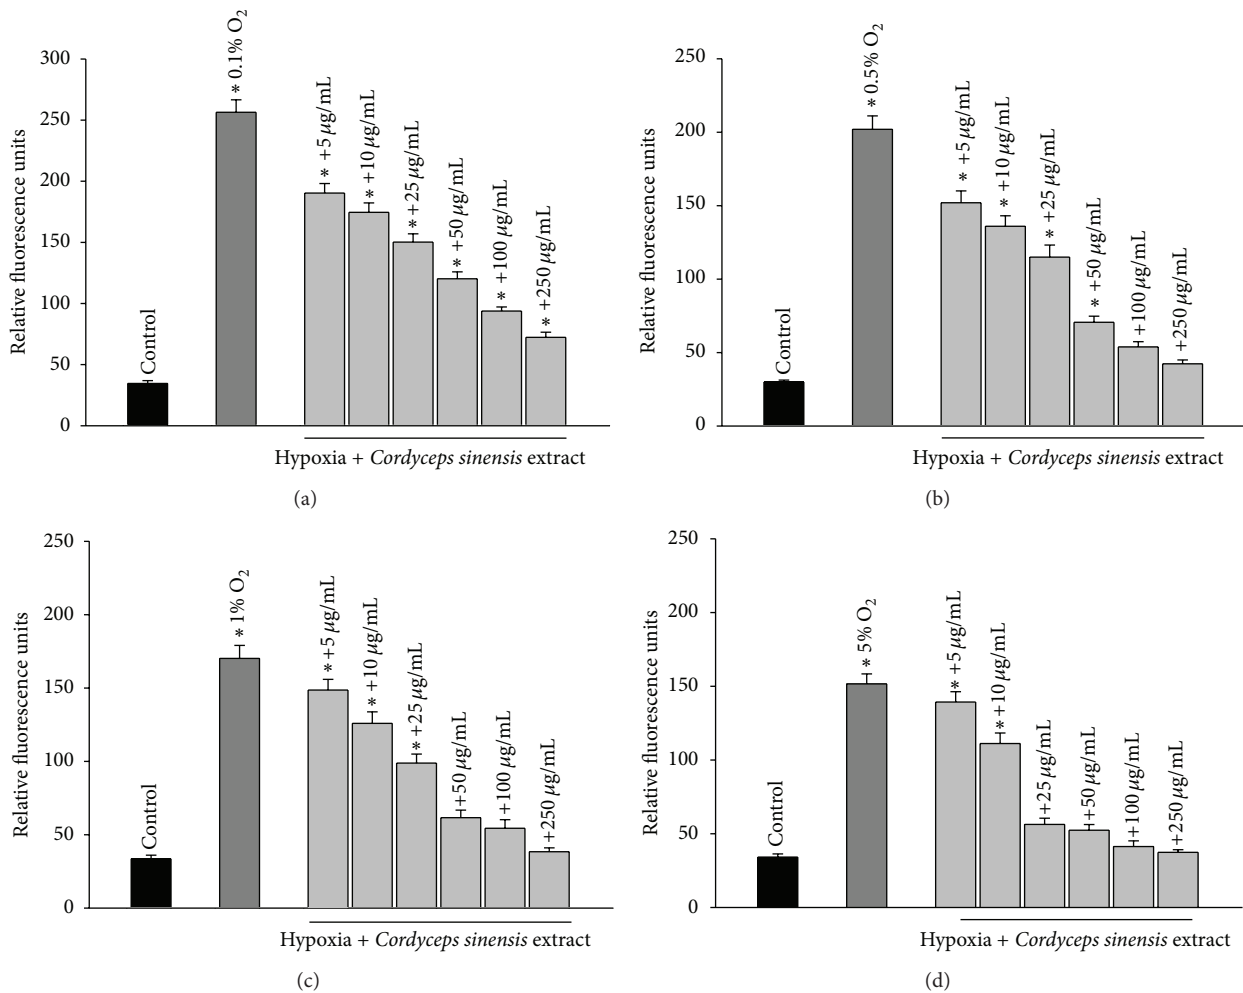 Relative fluorescence units
300
250
200
150
100
50
0
Control
* 0.1% O₂
* +5 µg/mL
* +10 µg/mL
* +25 µg/mL
* +50 µg/mL
* +100 µg/mL
* +250 µg/mL
Hypoxia + Cordyceps sinensis extract
(a)
Relative fluorescence units
250
200
150
100
50
0
Control
* 0.5% O₂
* +5 µg/mL
* +10 µg/mL
* +25 µg/mL
* +50 µg/mL
+100 µg/mL
+250 µg/mL
Hypoxia + Cordyceps sinensis extract
(b)
Relative fluorescence units
250
200
150
100
50
0
Control
* 1% O₂
* +5 µg/mL
* +10 µg/mL
* +25 µg/mL
+50 µg/mL
+100 µg/mL
+250 µg/mL
Hypoxia + Cordyceps sinensis extract
(c)
Relative fluorescence units
250
200
150
100
50
0
Control
* 5% O₂
* +5 µg/mL
* +10 µg/mL
+25 µg/mL
+50 µg/mL
+100 µg/mL
+250 µg/mL
Hypoxia + Cordyceps sinensis extract
(d)